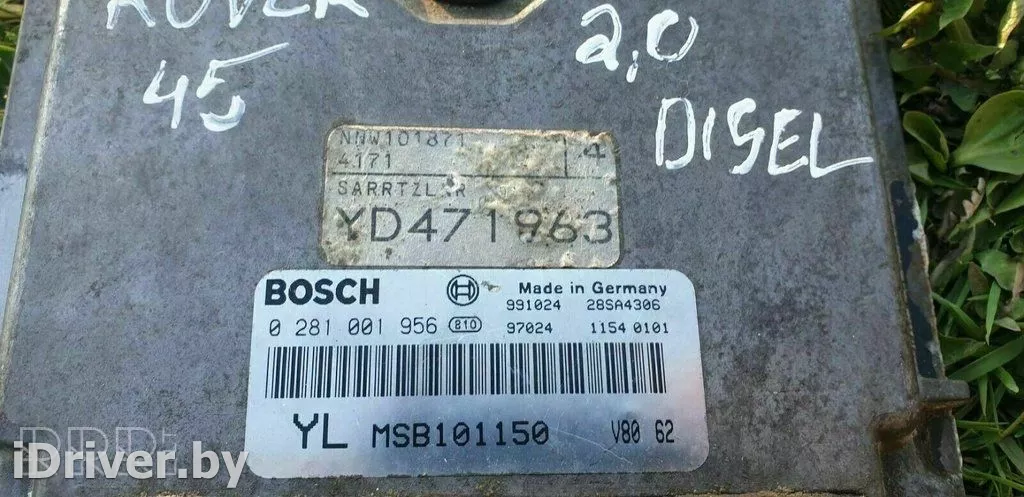 ROVER
45
2,0
DISEL
4
4171
YD471963
BOSCH
Made in Germany
991024 28SA4306
0 281 001 956 810 97024 1154 0101
YL MSB101150 V80 62
iDriver.by